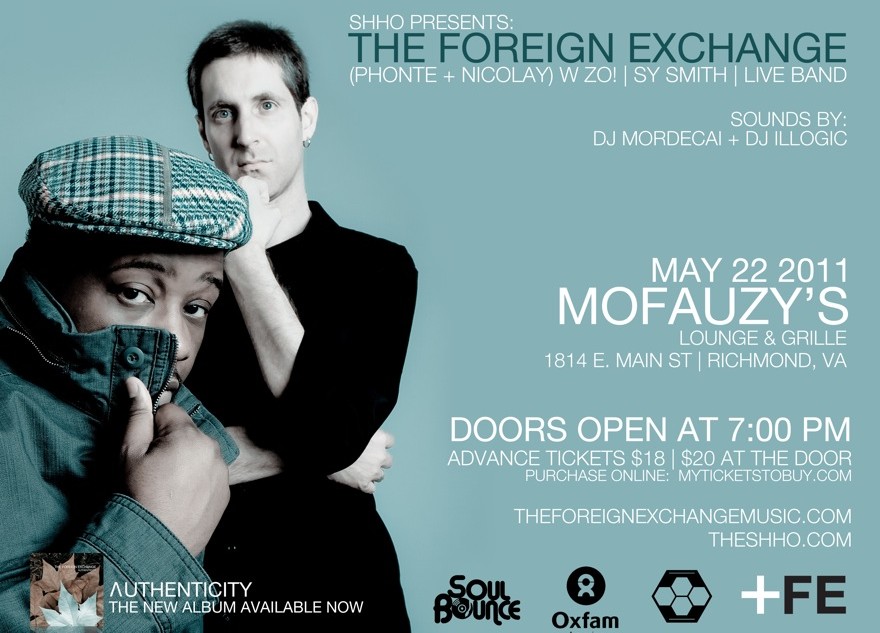 SHHO PRESENTS:
THE FOREIGN EXCHANGE
(PHONTE + NICOLAY) W ZO! | SY SMITH | LIVE BAND
SOUNDS BY:
DJ MORDECAI + DJ ILLOGIC
MAY 22 2011
MOFAUZY'S
LOUNGE & GRILLE
1814 E. MAIN ST | RICHMOND, VA
DOORS OPEN AT 7:00 PM
ADVANCE TICKETS $18 | $20 AT THE DOOR
PURCHASE ONLINE: MYTICKETSTOBUY.COM
THEFOREIGNEXCHANGEMUSIC.COM
THESHHO.COM
ΛUTHENTICITY
THE NEW ALBUM AVAILABLE NOW
SOUL
BOUNCE
Oxfam
+FE